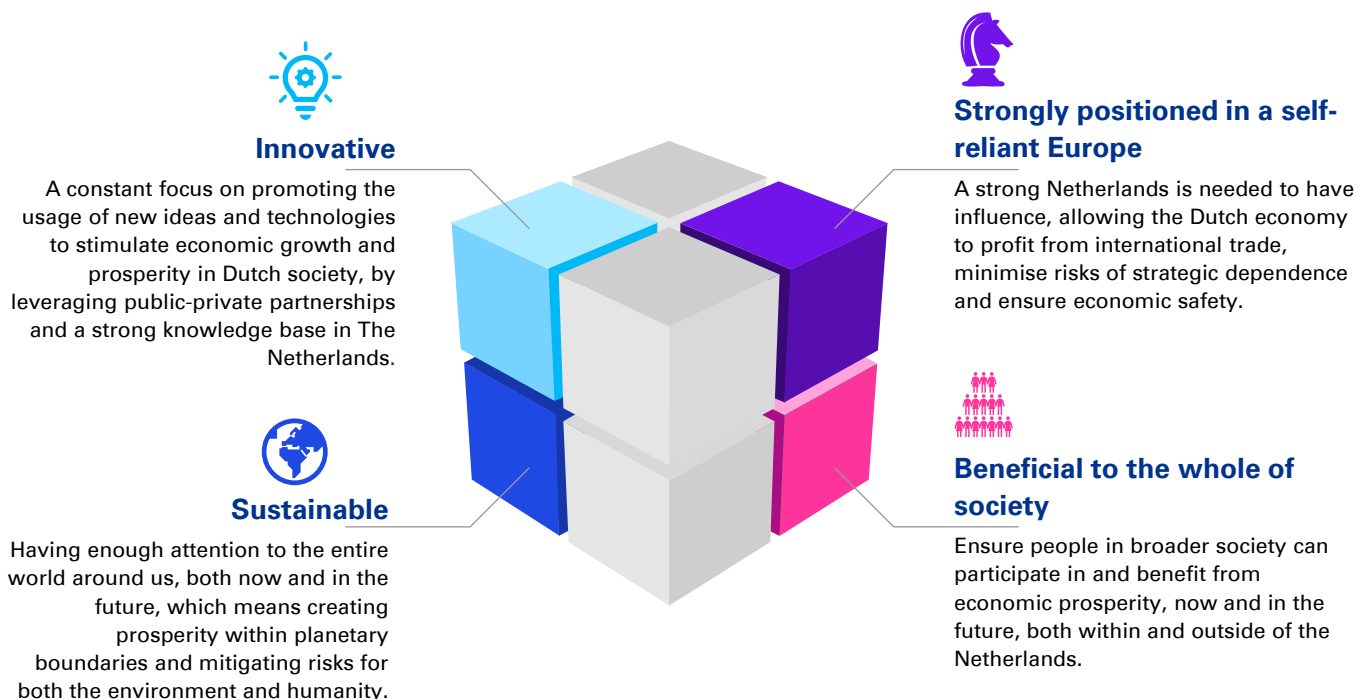 Innovative
A constant focus on promoting the
usage of new ideas and technologies
to stimulate economic growth and
prosperity in Dutch society, by
leveraging public-private partnerships
and a strong knowledge base in The
Netherlands.
Strongly positioned in a self-
reliant Europe
A strong Netherlands is needed to have
influence, allowing the Dutch economy
to profit from international trade,
minimise risks of strategic dependence
and ensure economic safety.
Sustainable
Having enough attention to the entire
world around us, both now and in the
future, which means creating
prosperity within planetary
boundaries and mitigating risks for
both the environment and humanity.
Beneficial to the whole of
society
Ensure people in broader society can
participate in and benefit from
economic prosperity, now and in the
future, both within and outside of the
Netherlands.